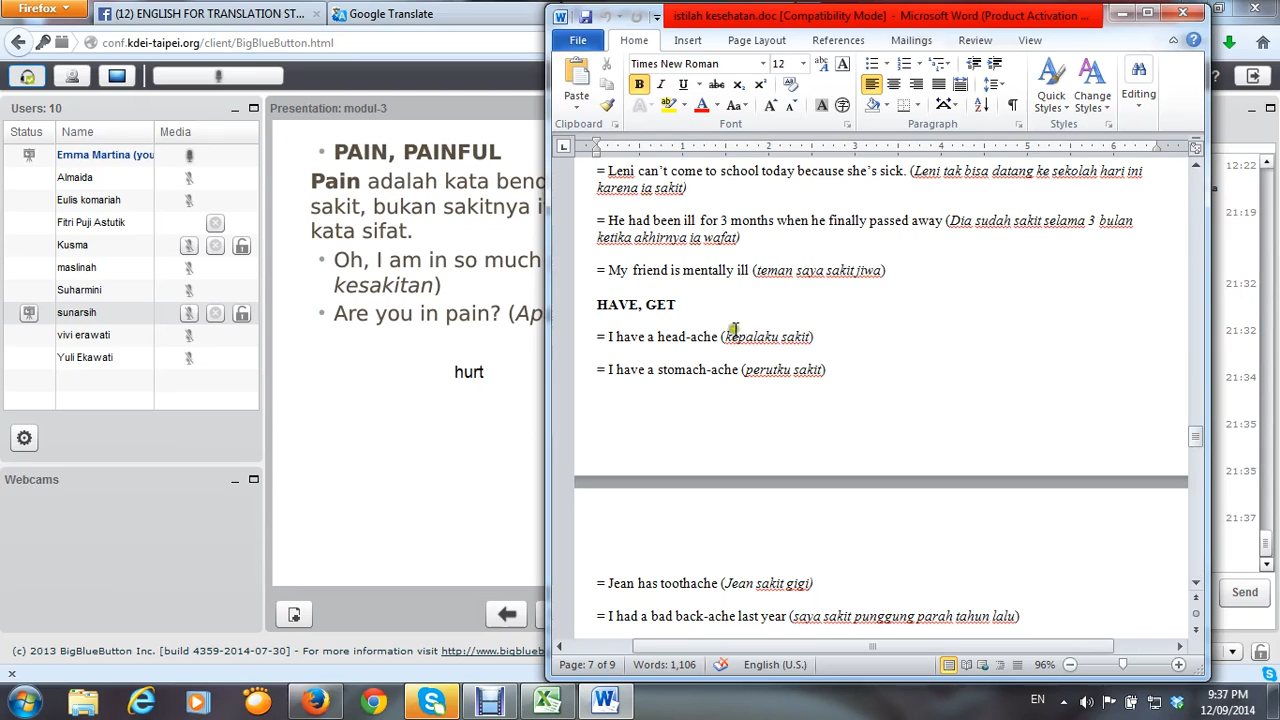 Firefox
(12) ENGLISH FOR TRANSLATION ST...
Google Translate
conf.kdei-taipei.org/client/BigBlueButton.html
Users: 10
Status Name Media
Emma Martina (you
Almaida
Eulis komariah
Fitri Puji Astutik
Kusma
maslinah
Suharmini
sunarsih
vivi erawati
Yuli Ekawati
Webcams
Presentation: modul-3
• PAIN, PAINFUL
Pain adalah kata bend
sakit, bukan sakitnya i
kata sifat.
• Oh, I am in so much
kesakitan)
• Are you in pain? (Ap
hurt
istilah kesehatan.doc [Compatibility Mode] - Microsoft Word (Product Activation ...
File Home Insert Page Layout References Mailings Review View
Times New Roman 12
Paste
B I U abc x₂ x²
A A Aa A A A
Quick Styles
Change Styles
Editing
Clipboard Font Paragraph Styles
1 2 3 4 5 6
= Leni can’t come to school today because she’s sick. (Leni tak bisa datang ke sekolah hari ini
karena ia sakit)
= He had been ill for 3 months when he finally passed away (Dia sudah sakit selama 3 bulan
ketika akhirnya ia wafat)
= My friend is mentally ill (teman saya sakit jiwa)
HAVE, GET
= I have a head-ache (kepalaku sakit)
= I have a stomach-ache (perutku sakit)
= Jean has toothache (Jean sakit gigi)
= I had a bad back-ache last year (saya sakit punggung parah tahun lalu)
Page: 7 of 9 Words: 1,106 English (U.S.) 96%
12:22
21:19
21:32
21:32
21:34
21:35
21:35
21:37
Send
(c) 2013 BigBlueButton Inc. [build 4359-2014-07-30] - For more information visit http://www.bigblue
EN
9:37 PM
12/09/2014